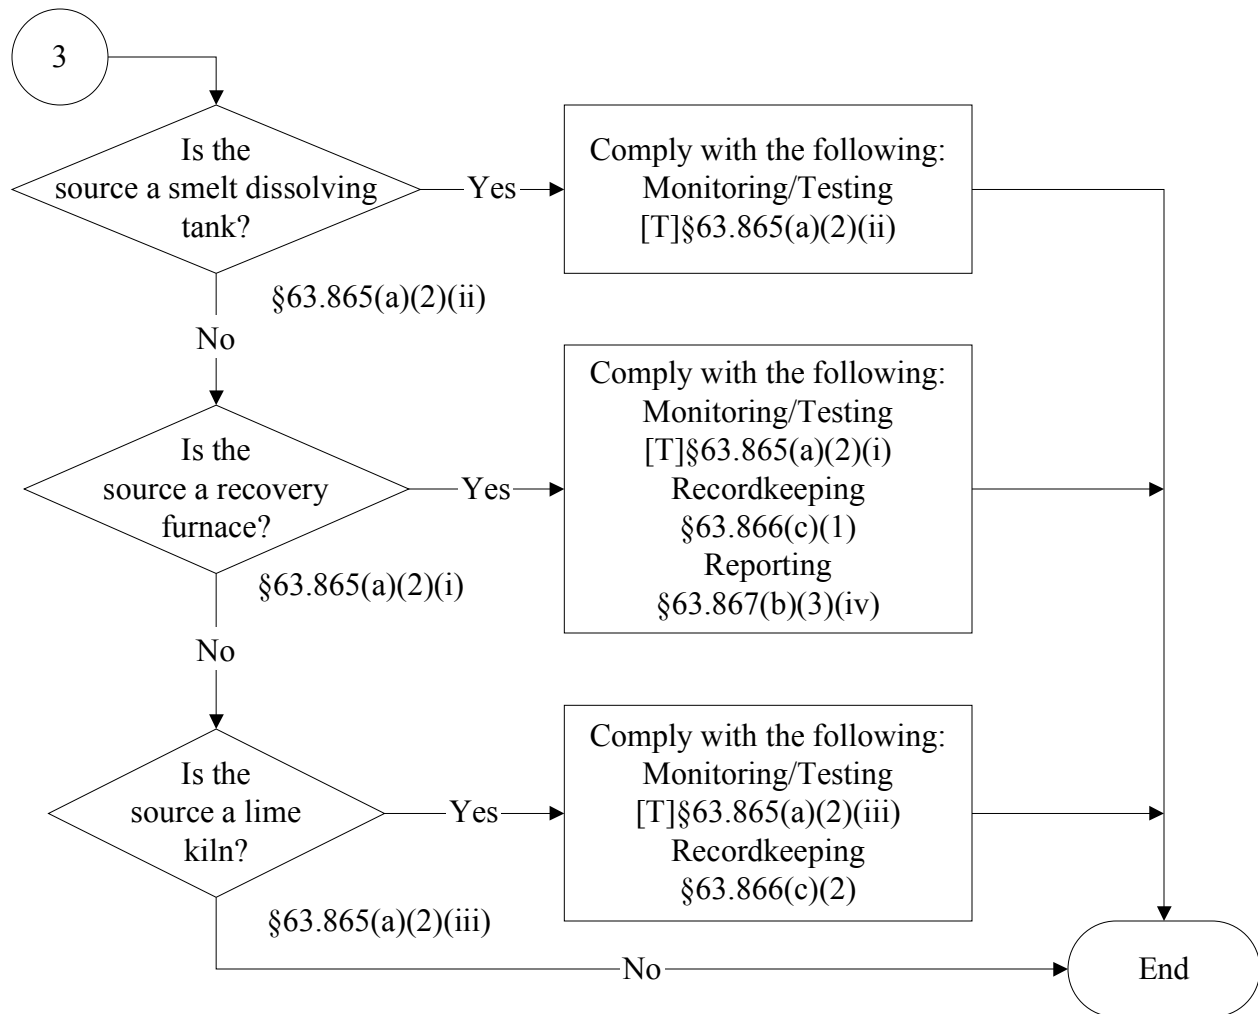 3
Is the
source a smelt dissolving
tank?
Yes
Comply with the following:
Monitoring/Testing
[T]§63.865(a)(2)(ii)
§63.865(a)(2)(ii)
No
Is the
source a recovery
furnace?
Yes
Comply with the following:
Monitoring/Testing
[T]§63.865(a)(2)(i)
Recordkeeping
§63.866(c)(1)
Reporting
§63.867(b)(3)(iv)
§63.865(a)(2)(i)
No
Is the
source a lime
kiln?
Yes
Comply with the following:
Monitoring/Testing
[T]§63.865(a)(2)(iii)
Recordkeeping
§63.866(c)(2)
§63.865(a)(2)(iii)
No
End